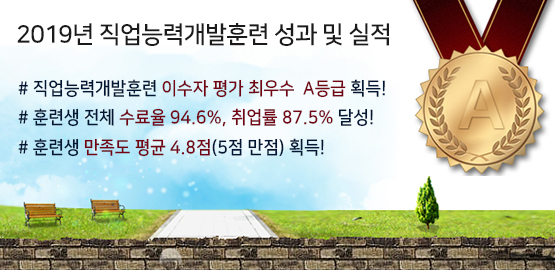 2019년 직업능력개발훈련 성과 및 실적
# 직업능력개발훈련 이수자 평가 최우수 A등급 획득!
# 훈련생 전체 수료율 94.6%, 취업률 87.5% 달성!
# 훈련생 만족도 평균 4.8점(5점 만점) 획득!
A